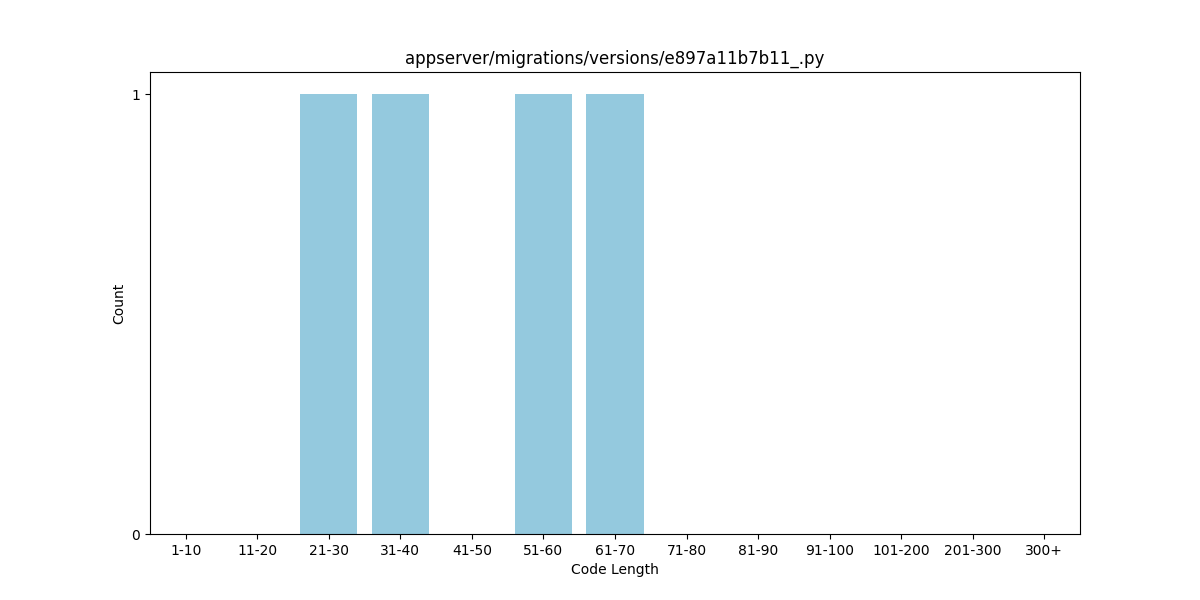 appserver/migrations/versions/e897a11b7b11_.py
1
Count
0
1-10 11-20 21-30 31-40 41-50 51-60 61-70 71-80 81-90 91-100 101-200 201-300 300+
Code Length